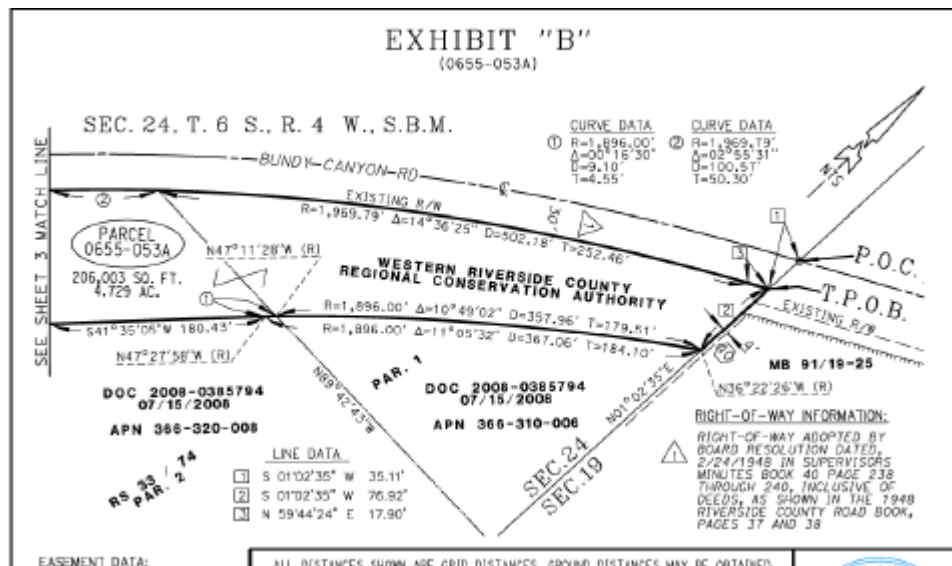 EXHIBIT "B"
(0655-053A)
SEC. 24, T. 6 S., R. 4 W., S.B.M.
CURVE DATA
1 R=1,896.00'
Δ=00°16'30"
D=9.10'
T=4.55'
CURVE DATA
2 R=1,969.79'
Δ=02°55'31"
D=100.57'
T=50.30'
BUNDY CANYON RD
℄
30'
N-S
SEE SHEET 3 MATCH LINE
2
EXISTING R/W
R=1,969.79' Δ=14°36'25" D=502.18' T=252.46'
1
1
3
P.O.C.
T.P.O.B.
EXISTING R/W
PARCEL
0655-053A
206,003 SQ. FT.
4.729 AC.
N47°11'28"W (R)
WESTERN RIVERSIDE COUNTY
REGIONAL CONSERVATION AUTHORITY
1
R=1,896.00' Δ=10°49'02" D=357.96' T=179.51'
R=1,896.00' Δ=11°05'32" D=367.06' T=184.10'
S41°35'05"W 180.43'
N47°27'58"W (R)
2
MB 91/19-25
N36°22'26"W (R)
N89°42'43"W
PAR. 1
N01°02'35"E
DOC 2008-0385794
07/15/2008
APN 366-320-008
DOC 2008-0385794
07/15/2008
APN 366-310-006
RS 33 / 74
PAR. 2
SEC.24
SEC.19
LINE DATA
1 S 01°02'35" W 35.11'
2 S 01°02'35" W 76.92'
3 N 59°44'24" E 17.90'
RIGHT-OF-WAY INFORMATION:
1 RIGHT-OF-WAY ADOPTED BY
BOARD RESOLUTION DATED,
2/24/1948 IN SUPERVISORS
MINUTES BOOK 40 PAGE 238
THROUGH 240, INCLUSIVE OF
DEEDS, AS SHOWN IN THE 1948
RIVERSIDE COUNTY ROAD BOOK,
PAGES 37 AND 38
EASEMENT DATA:
ALL DISTANCES SHOWN ARE GRID DISTANCES. GROUND DISTANCES MAY BE OBTAINED